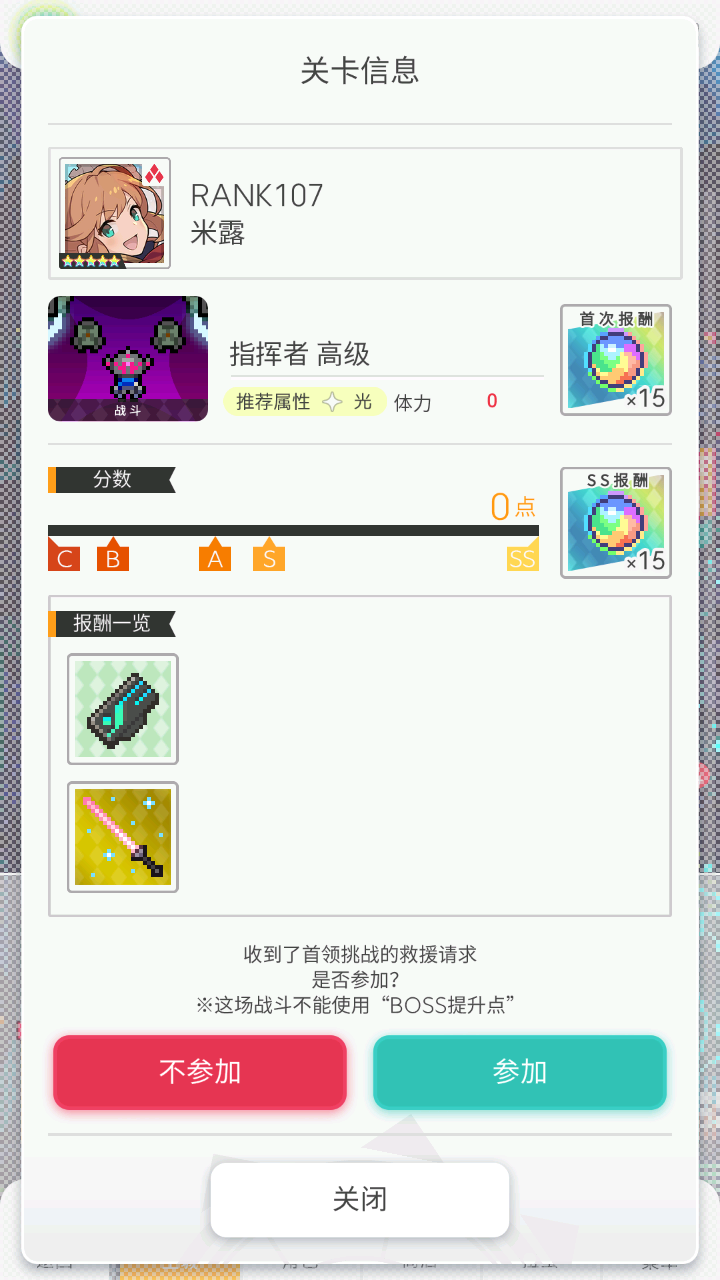 关卡信息
RANK107
米露
指挥者 高级
首次报酬
×15
战斗
推荐属性 光 体力 0
分数
0点
SS报酬
×15
C B A S SS
报酬一览
收到了首领挑战的救援请求
是否参加?
※这场战斗不能使用“BOSS提升点”
不参加 参加
关闭